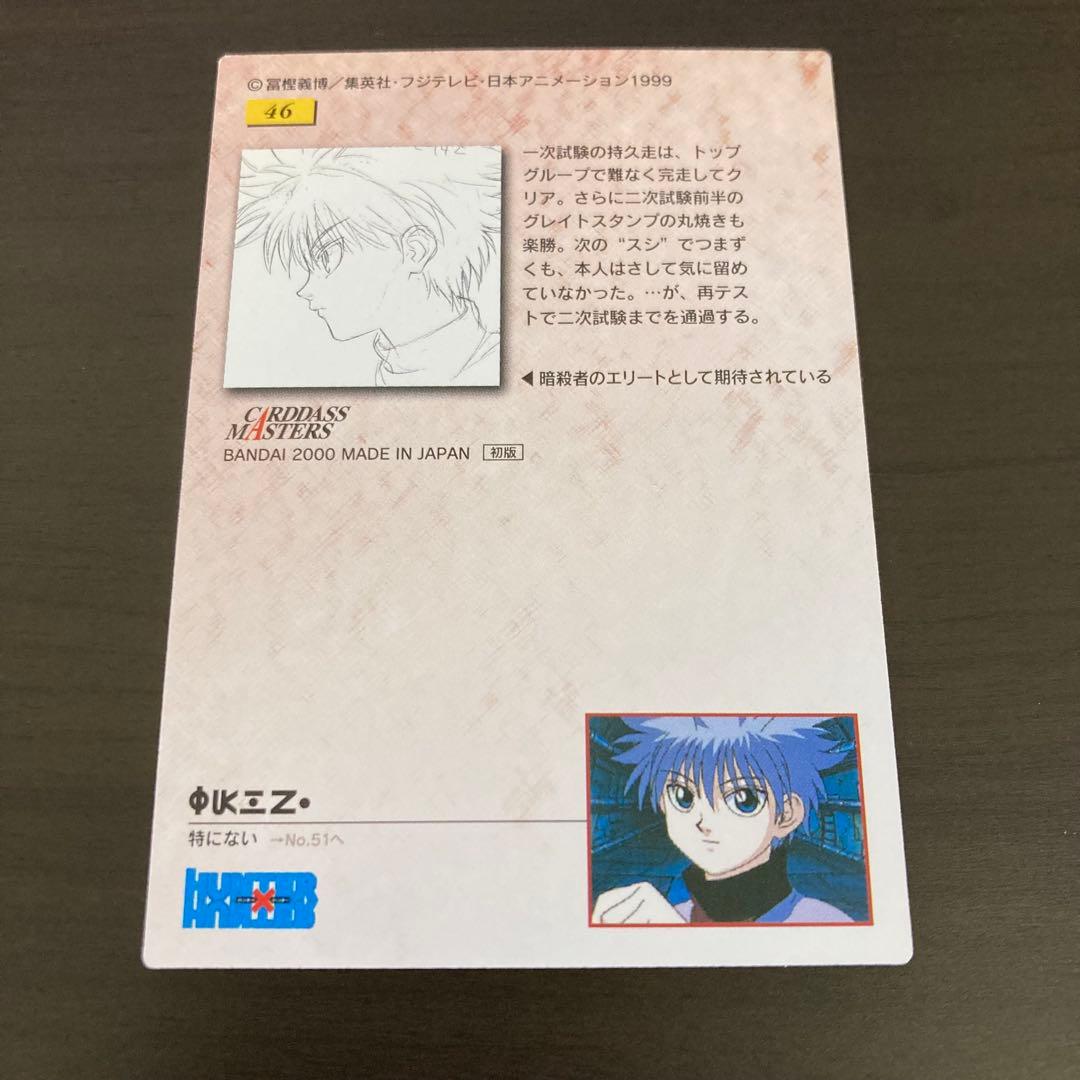 ©冨樫義博/集英社・フジテレビ・日本アニメーション1999
46
一次試験の持久走は、トップ
グループで難なく完走してク
リア。さらに二次試験前半の
グレイトスタンプの丸焼きも
楽勝。次の“スシ”でつまず
くも、本人はさして気に留め
ていなかった。…が、再テス
トで二次試験までを通過する。
◀暗殺者のエリートとして期待されている
CARDDASS
MASTERS
BANDAI 2000 MADE IN JAPAN 初版
特にない →No.51へ
HUNTER×HUNTER